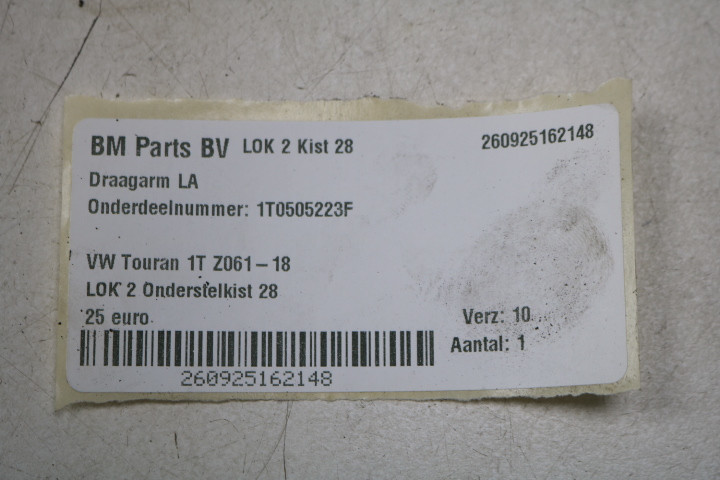 BM Parts BV LOK 2 Kist 28 260925162148
Draagarm LA
Onderdeelnummer: 1T0505223F
VW Touran 1T Z061-18
LOK 2 Onderstelkist 28
25 euro Verz: 10
Aantal: 1
260925162148